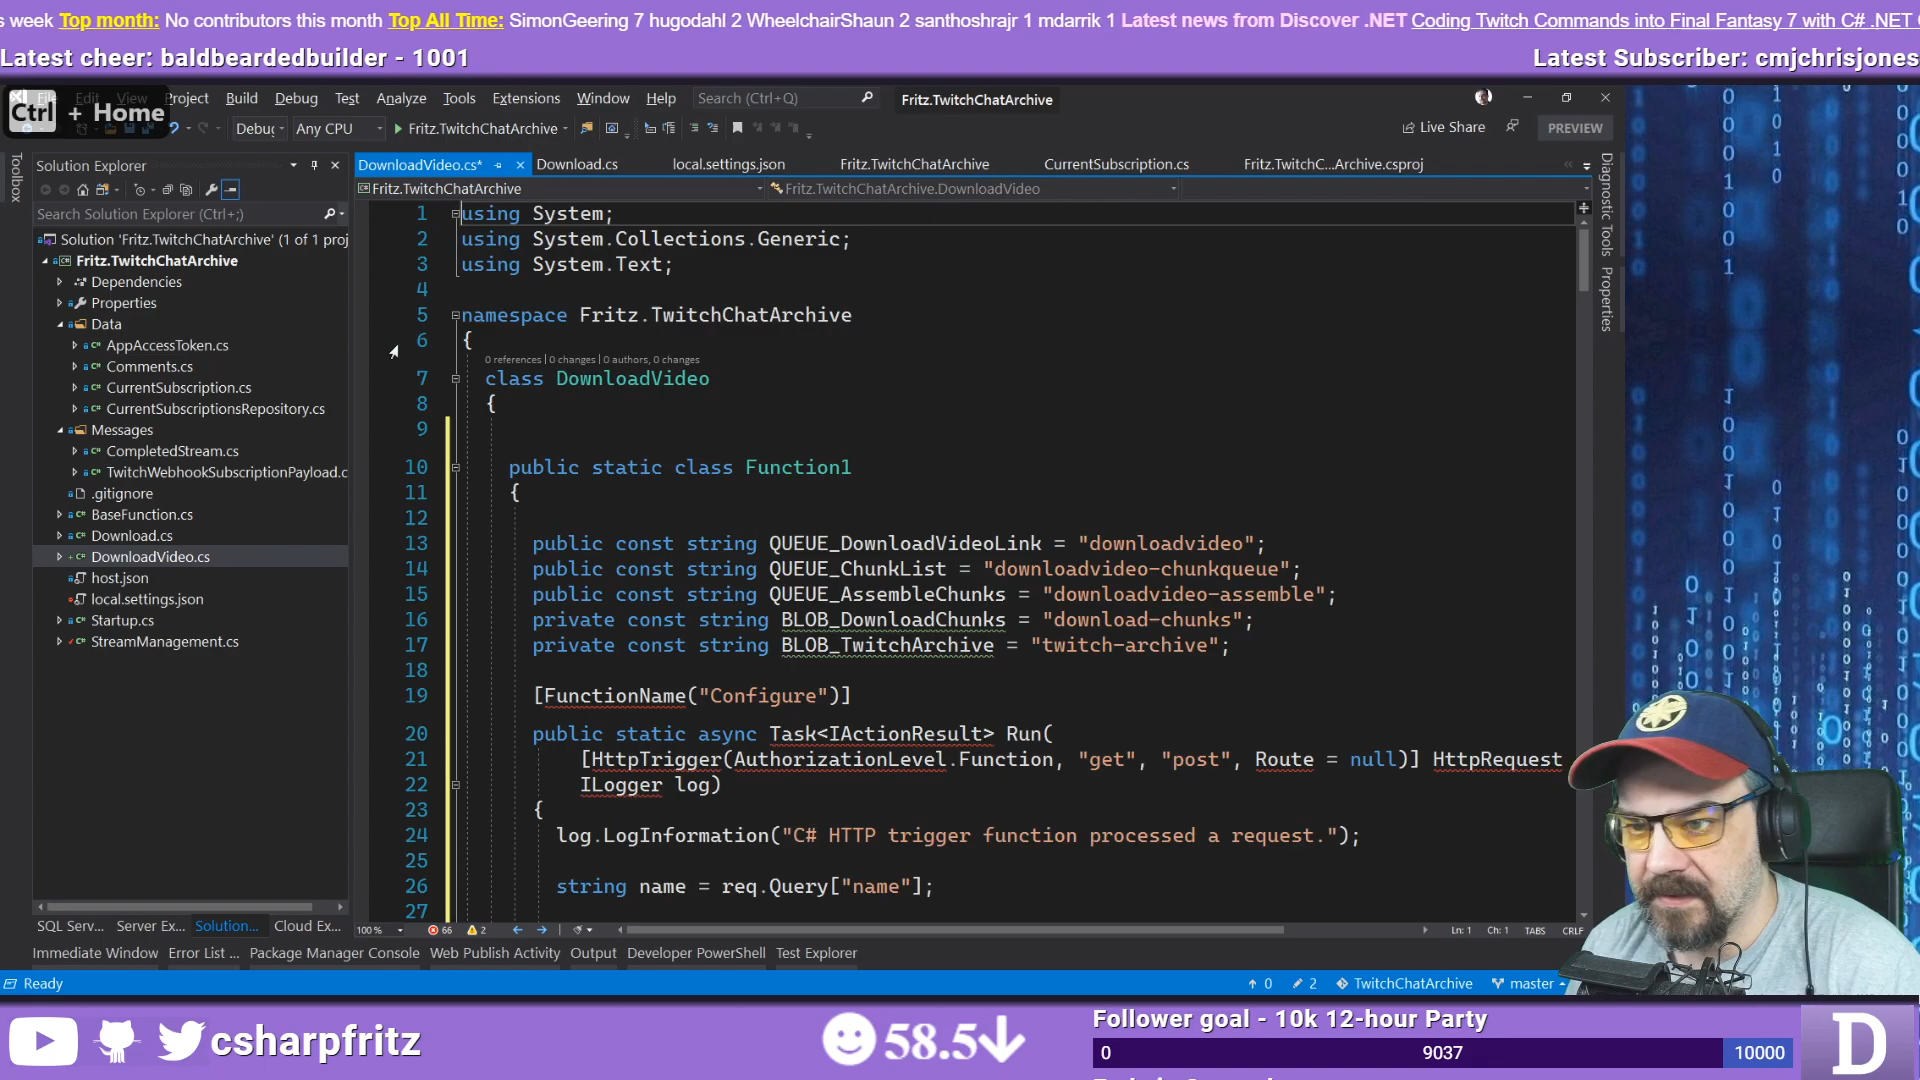 s week Top month: No contributors this month Top All Time: SimonGeering 7 hugodahl 2 WheelchairShaun 2 santhoshrajr 1 mdarrik 1 Latest news from Discover .NET Coding Twitch Commands into Final Fantasy 7 with C# .NET
Latest cheer: baldbeardedbuilder - 1001
Latest Subscriber: cmjchrisjones
Ctrl + Home
File Edit View Project Build Debug Test Analyze Tools Extensions Window Help Search (Ctrl+Q) Fritz.TwitchChatArchive
Debug Any CPU Fritz.TwitchChatArchive Live Share PREVIEW
Toolbox
Solution Explorer
Search Solution Explorer (Ctrl+;)
Solution 'Fritz.TwitchChatArchive' (1 of 1 proj
Fritz.TwitchChatArchive
Dependencies
Properties
Data
AppAccessToken.cs
Comments.cs
CurrentSubscription.cs
CurrentSubscriptionsRepository.cs
Messages
CompletedStream.cs
TwitchWebhookSubscriptionPayload.c
.gitignore
BaseFunction.cs
Download.cs
DownloadVideo.cs
host.json
local.settings.json
Startup.cs
StreamManagement.cs
SQL Serv... Server Ex... Solution... Cloud Ex...
DownloadVideo.cs* Download.cs local.settings.json Fritz.TwitchChatArchive CurrentSubscription.cs Fritz.TwitchC...Archive.csproj
Fritz.TwitchChatArchive Fritz.TwitchChatArchive.DownloadVideo
1 using System;
2 using System.Collections.Generic;
3 using System.Text;
4
5 namespace Fritz.TwitchChatArchive
6 {
0 references | 0 changes | 0 authors, 0 changes
7 class DownloadVideo
8 {
9
10 public static class Function1
11 {
12
13 public const string QUEUE_DownloadVideoLink = "downloadvideo";
14 public const string QUEUE_ChunkList = "downloadvideo-chunkqueue";
15 public const string QUEUE_AssembleChunks = "downloadvideo-assemble";
16 private const string BLOB_DownloadChunks = "download-chunks";
17 private const string BLOB_TwitchArchive = "twitch-archive";
18
19 [FunctionName("Configure")]
20 public static async Task<IActionResult> Run(
21 [HttpTrigger(AuthorizationLevel.Function, "get", "post", Route = null)] HttpRequest
22 ILogger log)
23 {
24 log.LogInformation("C# HTTP trigger function processed a request.");
25
26 string name = req.Query["name"];
27
100 % 66 2 Ln: 1 Ch: 1 TABS CRLF
Diagnostic Tools
Properties
Immediate Window Error List ... Package Manager Console Web Publish Activity Output Developer PowerShell Test Explorer
Ready 0 2 TwitchChatArchive master
csharpfritz
58.5
Follower goal - 10k 12-hour Party
0 9037 10000
D